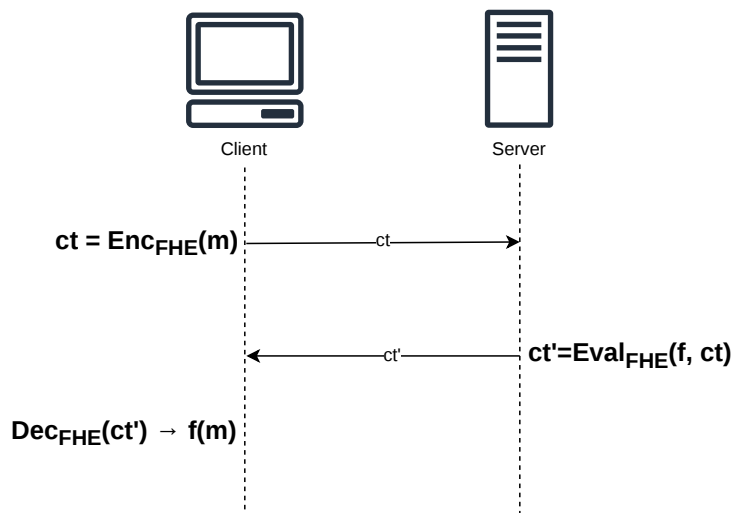 Client
Server
ct = Enc_FHE(m)
ct
ct'
ct'=Eval_FHE(f, ct)
Dec_FHE(ct') → f(m)